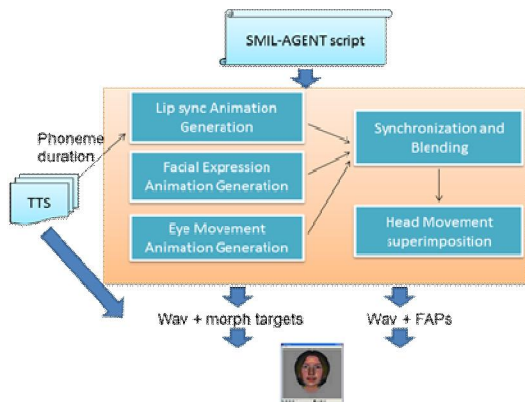 SMIL-AGENT script
Lip sync Animation
Generation
Phoneme
duration
Synchronization and
Blending
Facial Expression
Animation Generation
TTS
Eye Movement
Animation Generation
Head Movement
superimposition
Wav + morph targets
Wav + FAPs